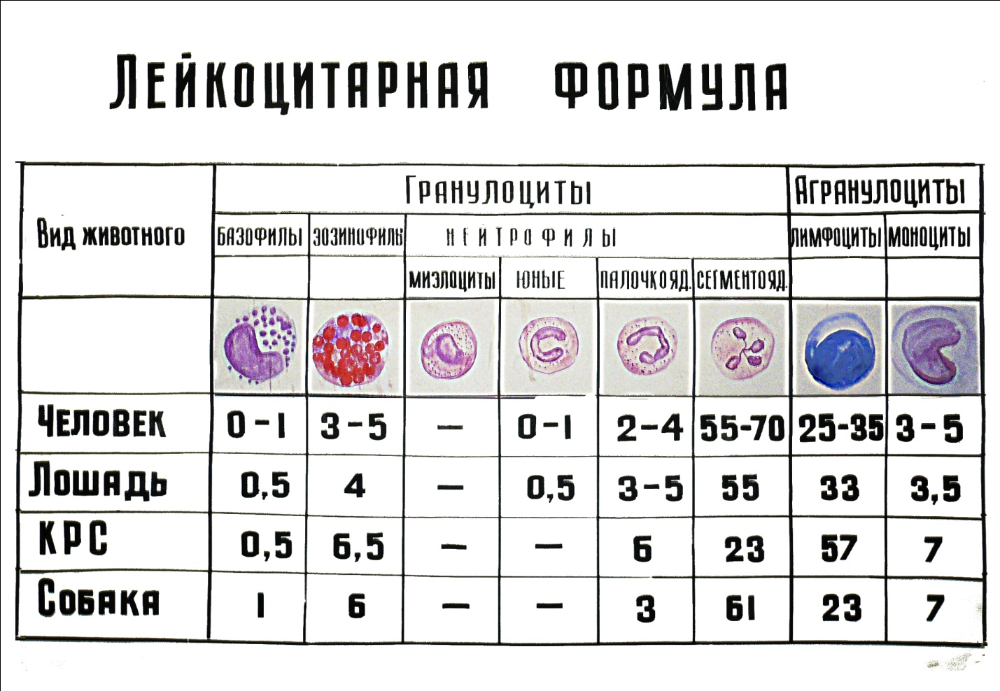 ЛЕЙКОЦИТАРНАЯ ФОРМУЛА
ГРАНУЛОЦИТЫ АГРАНУЛОЦИТЫ
ВИД ЖИВОТНОГО БАЗОФИЛЫ ЭОЗИНОФИЛЫ НЕЙТРОФИЛЫ ЛИМФОЦИТЫ МОНОЦИТЫ
МИЭЛОЦИТЫ ЮНЫЕ ПАЛОЧКОЯД. СЕГМЕНТОЯД.
ЧЕЛОВЕК 0-1 3-5 — 0-1 2-4 55-70 25-35 3-5
ЛОШАДЬ 0,5 4 — 0,5 3-5 55 33 3,5
КРС 0,5 6,5 — — 6 23 57 7
СОБАКА 1 6 — — 3 61 23 7